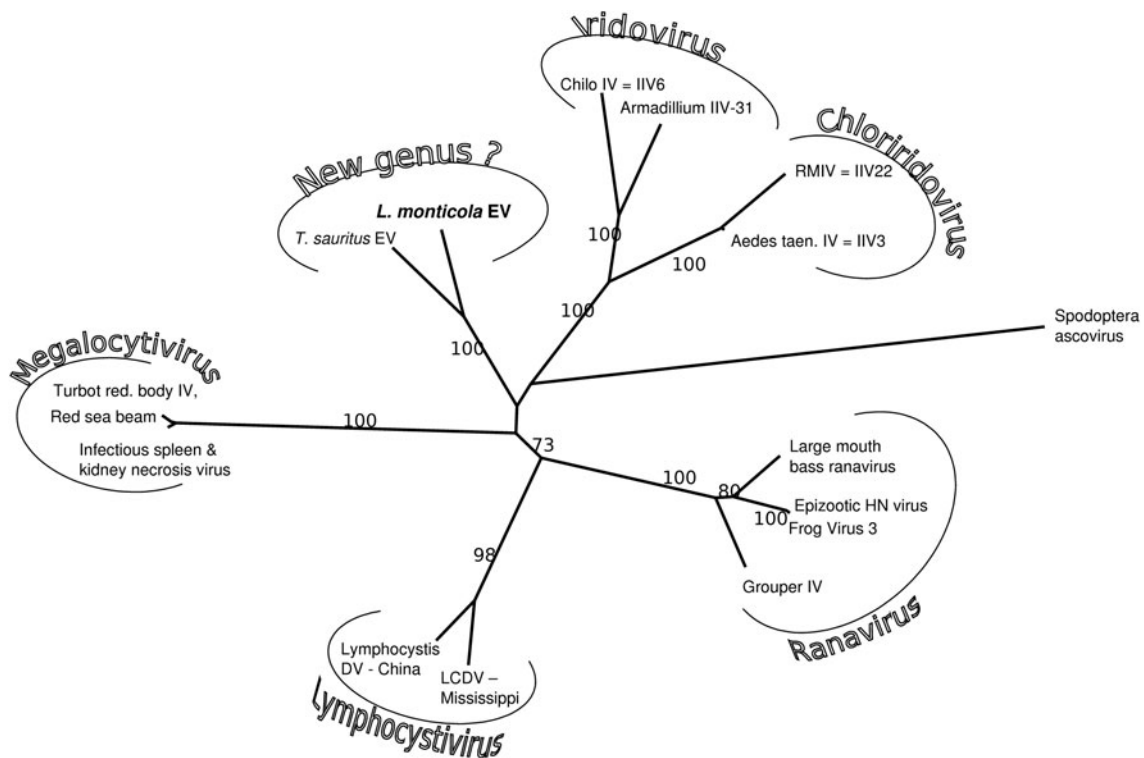 Iridovirus
Chilo IV = IIV6
Armadillium IIV-31
Chloriridovirus
RMIV = IIV22
Aedes taen. IV = IIV3
100
100
100
New genus ?
L. monticola EV
T. sauritus EV
100
Spodoptera
ascovirus
Megalocytivirus
Turbot red. body IV,
Red sea beam
Infectious spleen &
kidney necrosis virus
100
73
100
80
100
Large mouth
bass ranavirus
Epizootic HN virus
Frog Virus 3
Grouper IV
Ranavirus
98
Lymphocystis
DV - China
LCDV –
Mississippi
Lymphocystivirus